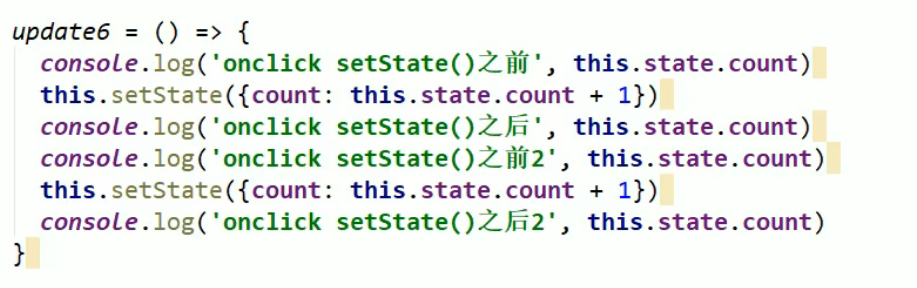 update6 = () => {
  console.log('onclick setState()之前', this.state.count)
  this.setState({count: this.state.count + 1})
  console.log('onclick setState()之后', this.state.count)
  console.log('onclick setState()之前2', this.state.count)
  this.setState({count: this.state.count + 1})
  console.log('onclick setState()之后2', this.state.count)
}